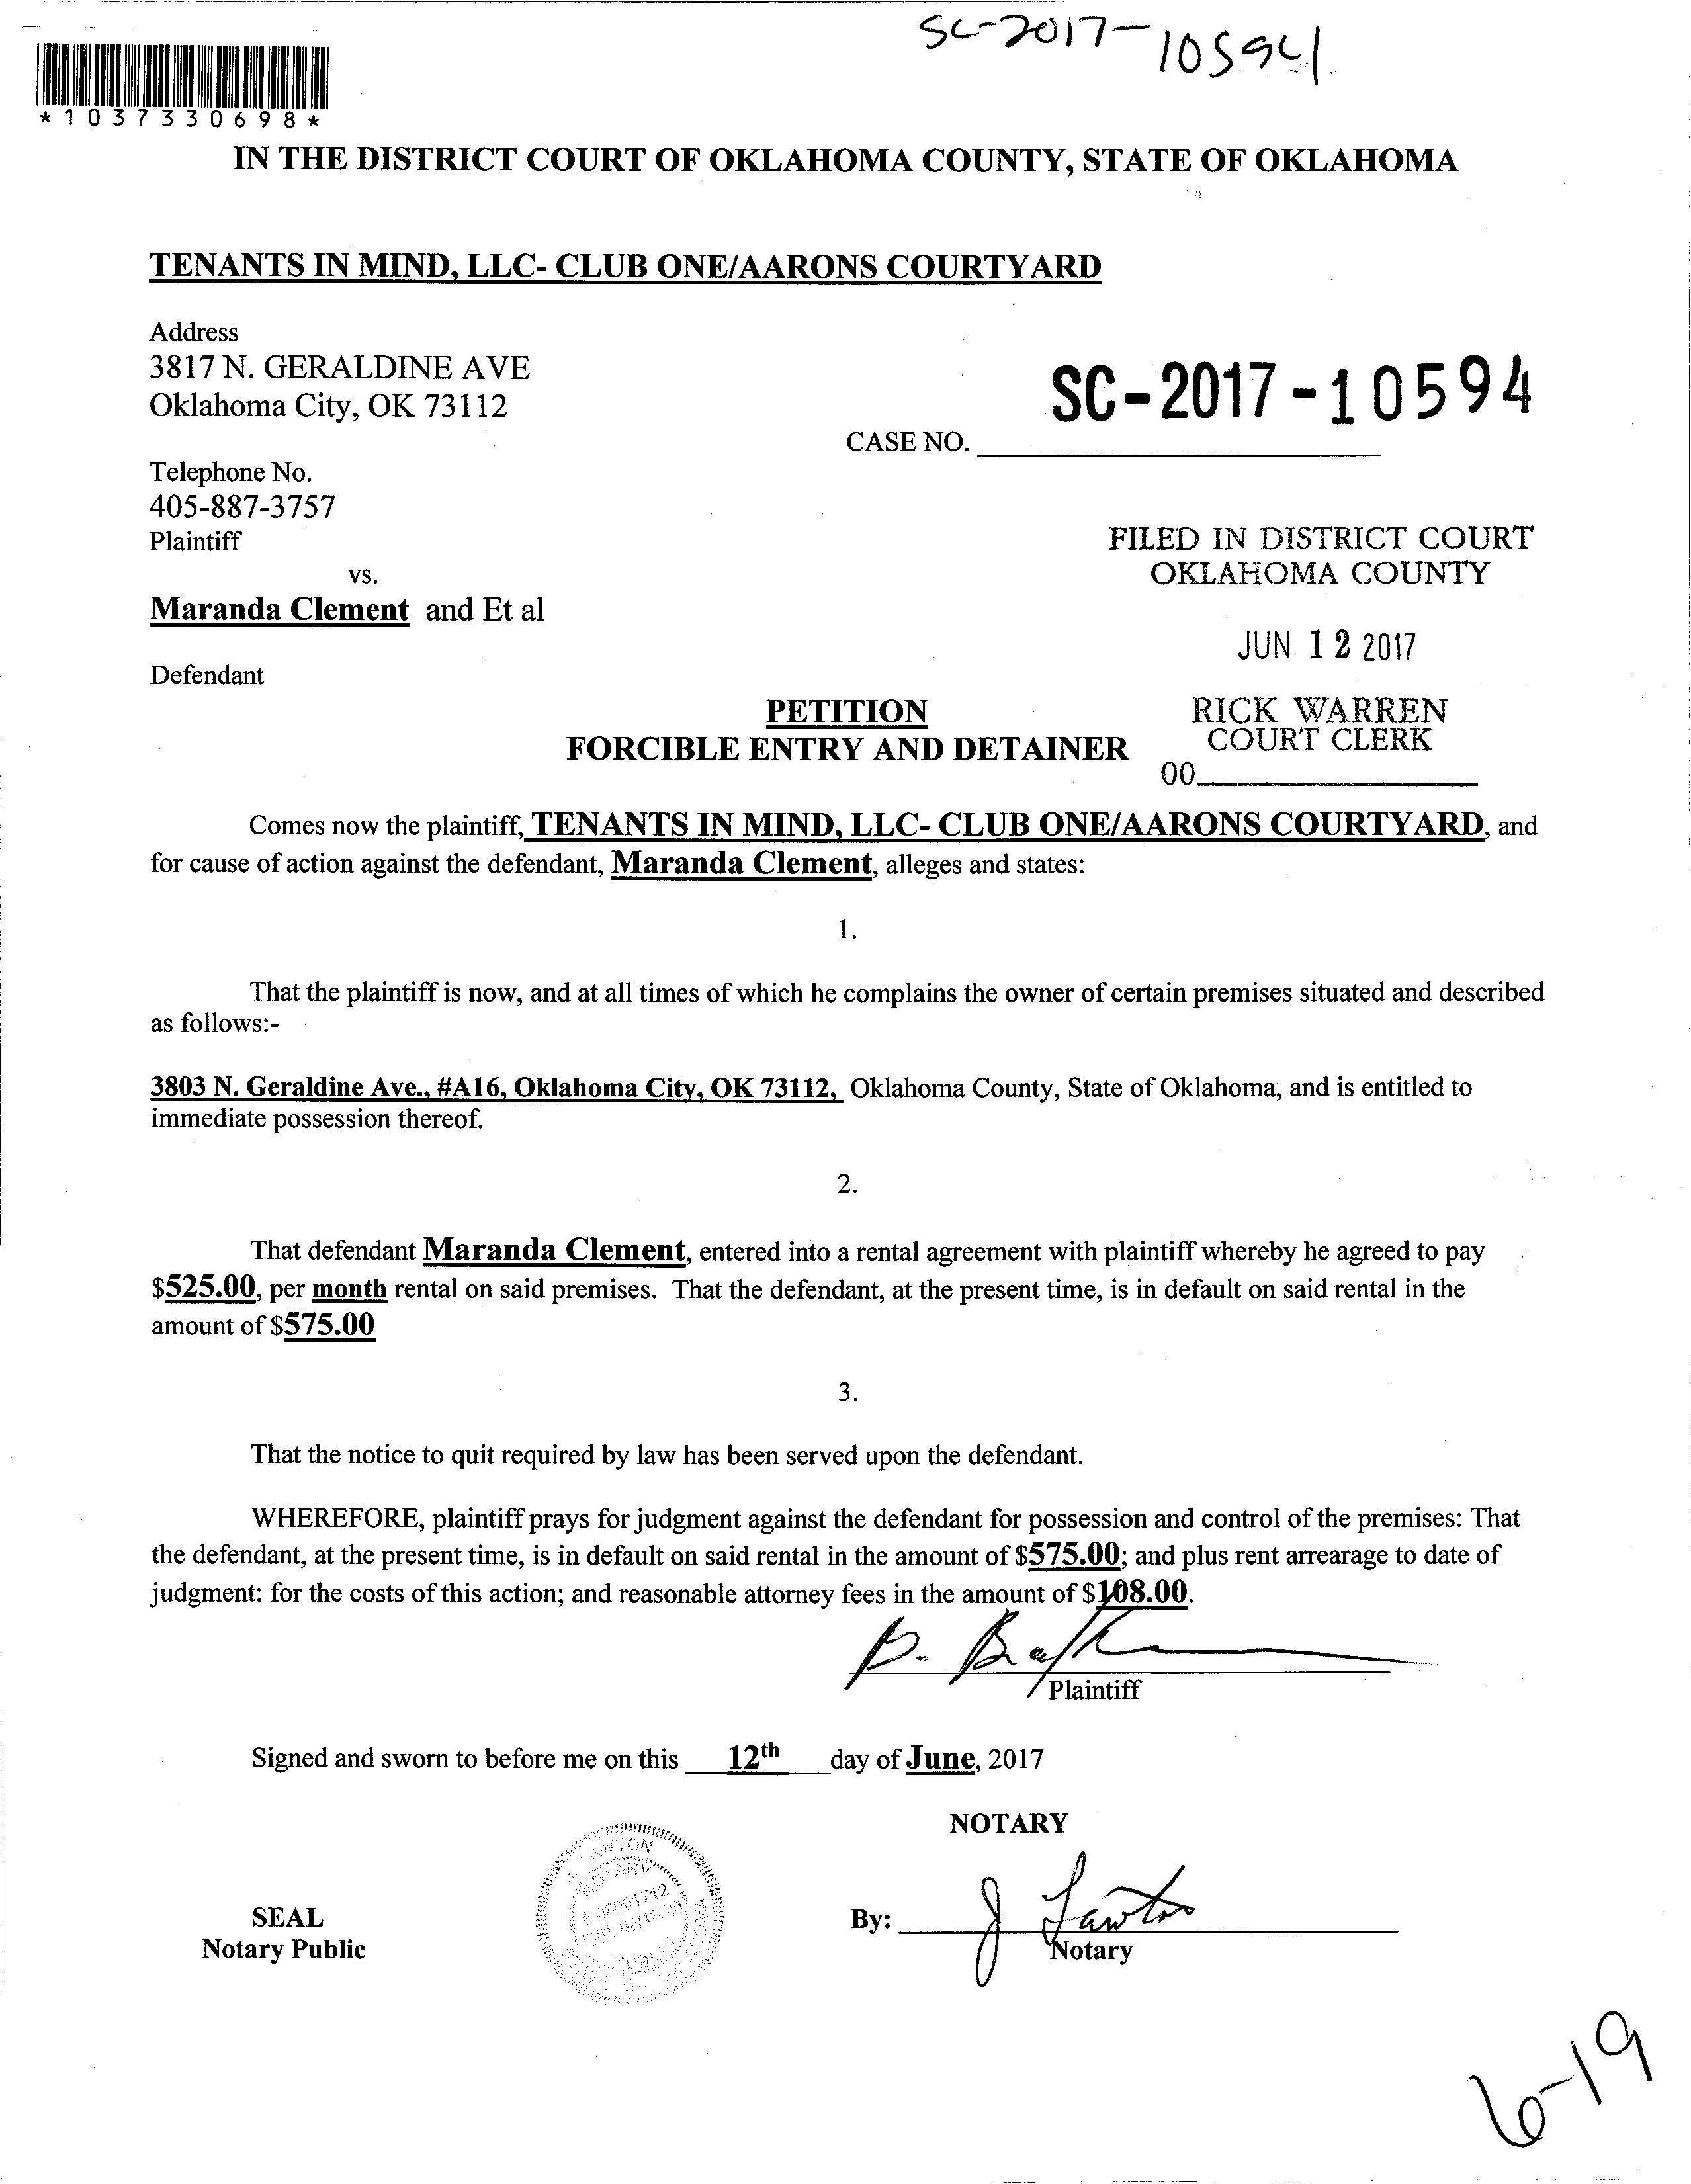 SC-2017-10594
*1037330698*
IN THE DISTRICT COURT OF OKLAHOMA COUNTY, STATE OF OKLAHOMA
TENANTS IN MIND, LLC- CLUB ONE/AARONS COURTYARD
Address
3817 N. GERALDINE AVE
Oklahoma City, OK 73112
SC-2017-10594
CASE NO.
Telephone No.
405-887-3757
Plaintiff
vs.
Maranda Clement and Et al
Defendant
FILED IN DISTRICT COURT
OKLAHOMA COUNTY
JUN 12 2017
RICK WARREN
COURT CLERK
00
PETITION
FORCIBLE ENTRY AND DETAINER
Comes now the plaintiff, TENANTS IN MIND, LLC- CLUB ONE/AARONS COURTYARD, and
for cause of action against the defendant, Maranda Clement, alleges and states:
1.
That the plaintiff is now, and at all times of which he complains the owner of certain premises situated and described
as follows:-
3803 N. Geraldine Ave., #A16, Oklahoma City, OK 73112, Oklahoma County, State of Oklahoma, and is entitled to
immediate possession thereof.
2.
That defendant Maranda Clement, entered into a rental agreement with plaintiff whereby he agreed to pay
$525.00, per month rental on said premises. That the defendant, at the present time, is in default on said rental in the
amount of $575.00
3.
That the notice to quit required by law has been served upon the defendant.
WHEREFORE, plaintiff prays for judgment against the defendant for possession and control of the premises: That
the defendant, at the present time, is in default on said rental in the amount of $575.00; and plus rent arrearage to date of
judgment: for the costs of this action; and reasonable attorney fees in the amount of $108.00.
Plaintiff
Signed and sworn to before me on this 12th day of June, 2017
NOTARY
NOTARY
SEAL
Notary Public
By: J Lawton
Notary
6-19